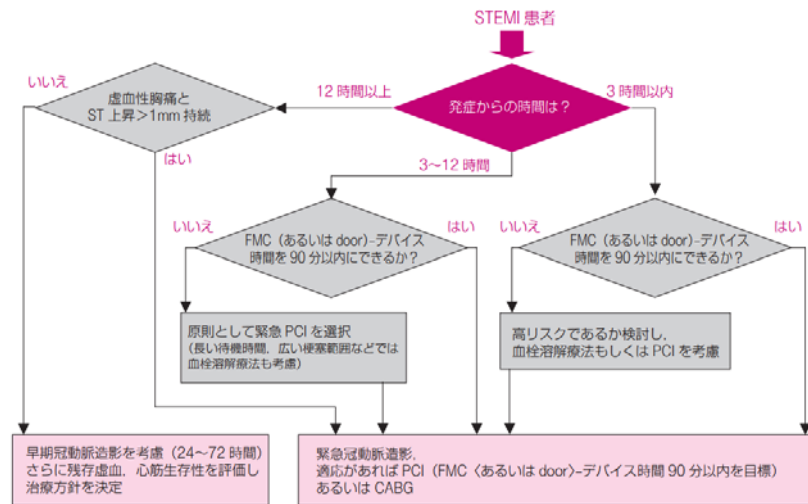 STEMI 患者
発症からの時間は？
12 時間以上
3 時間以内
3〜12 時間
虚血性胸痛と
ST 上昇＞1mm 持続
いいえ
はい
FMC（あるいは door）-デバイス
時間を 90 分以内にできるか？
いいえ
はい
FMC（あるいは door）-デバイス
時間を 90 分以内にできるか？
いいえ
はい
原則として緊急 PCI を選択
（長い待機時間，広い梗塞範囲などでは
血栓溶解療法も考慮）
高リスクであるか検討し，
血栓溶解療法もしくは PCI を考慮
早期冠動脈造影を考慮（24〜72 時間）
さらに残存虚血，心筋生存性を評価し
治療方針を決定
緊急冠動脈造影，
適応があれば PCI（FMC〈あるいは door〉-デバイス時間 90 分以内を目標）
あるいは CABG